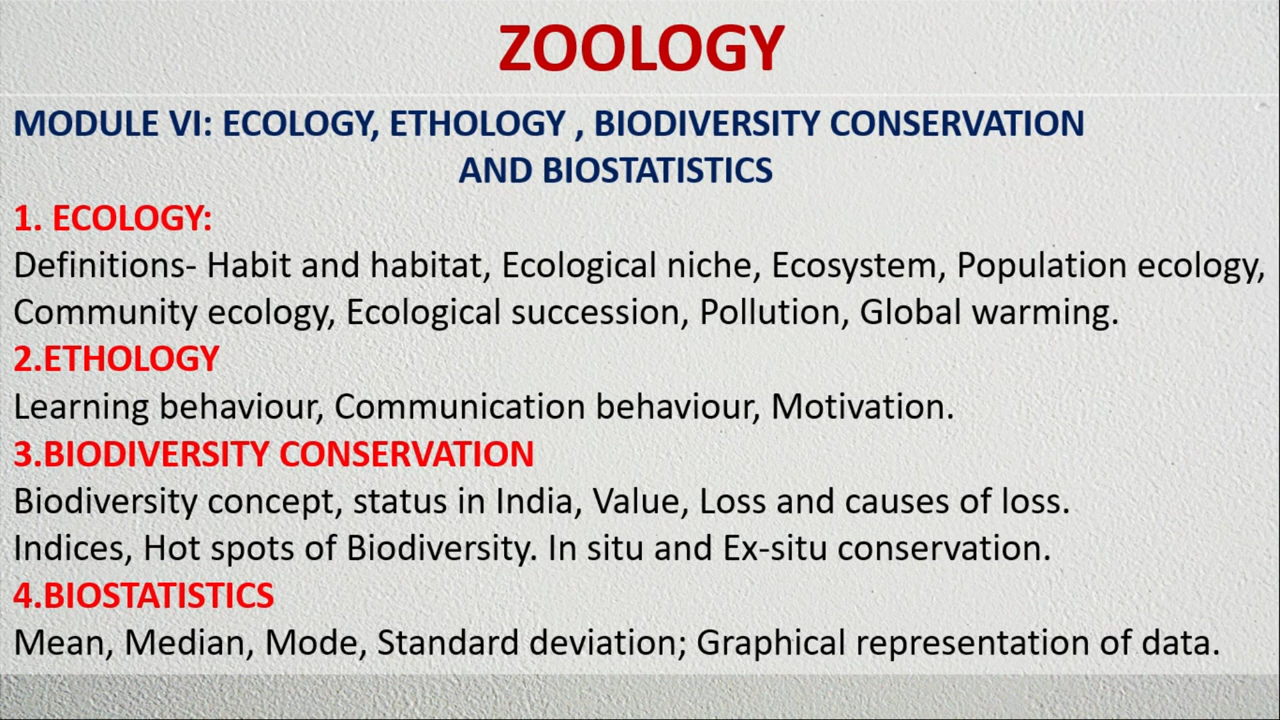 ZOOLOGY
MODULE VI: ECOLOGY, ETHOLOGY , BIODIVERSITY CONSERVATION
AND BIOSTATISTICS
1. ECOLOGY:
Definitions- Habit and habitat, Ecological niche, Ecosystem, Population ecology,
Community ecology, Ecological succession, Pollution, Global warming.
2.ETHOLOGY
Learning behaviour, Communication behaviour, Motivation.
3.BIODIVERSITY CONSERVATION
Biodiversity concept, status in India, Value, Loss and causes of loss.
Indices, Hot spots of Biodiversity. In situ and Ex-situ conservation.
4.BIOSTATISTICS
Mean, Median, Mode, Standard deviation; Graphical representation of data.